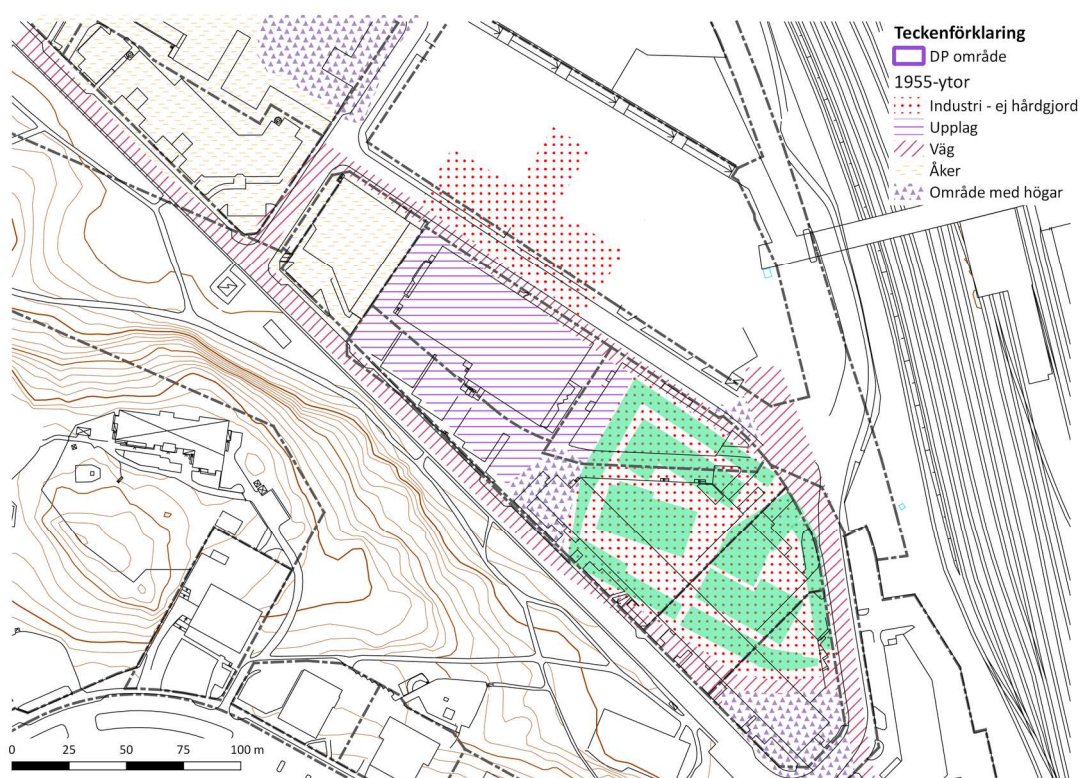 Teckenförklaring
DP område
1955-ytor
Industri - ej hårdgjord
Upplag
Väg
Åker
Område med högar
0 25 50 75 100 m